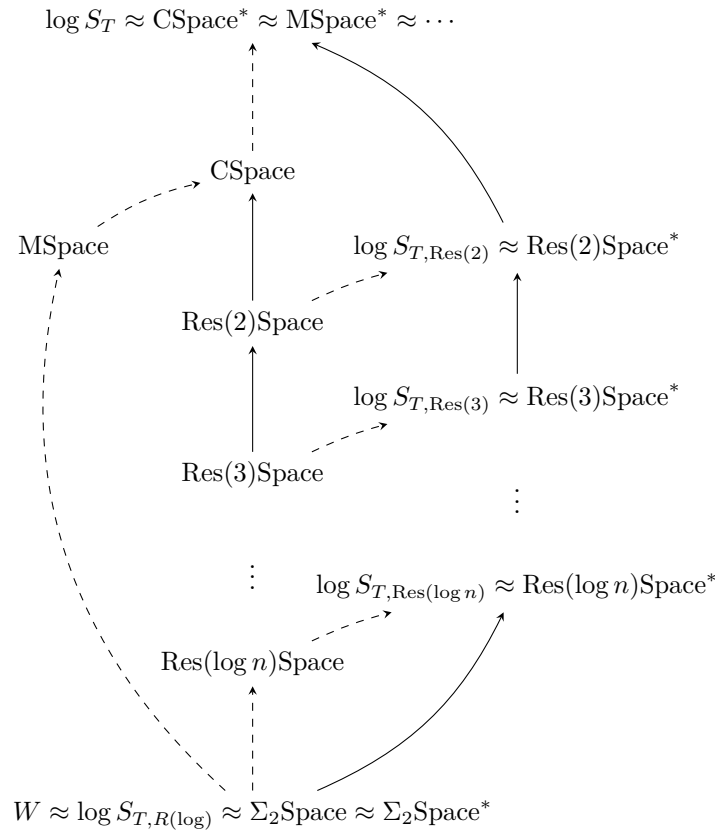 log S_T ≈ CSpace* ≈ MSpace* ≈ ⋯
CSpace
MSpace
log S_{T,Res(2)} ≈ Res(2)Space*
Res(2)Space
log S_{T,Res(3)} ≈ Res(3)Space*
Res(3)Space
⋮
⋮
log S_{T,Res(log n)} ≈ Res(log n)Space*
Res(log n)Space
W ≈ log S_{T,R(log)} ≈ Σ₂Space ≈ Σ₂Space*